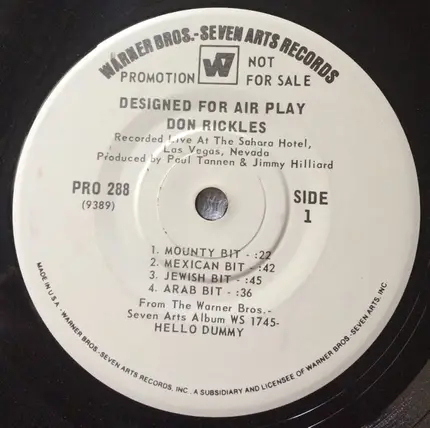 WARNER BROS.-SEVEN ARTS RECORDS
PROMOTION W7 NOT FOR SALE
DESIGNED FOR AIR PLAY
DON RICKLES
Recorded Live At The Sahara Hotel,
Las Vegas, Nevada
Produced by Paul Tannen & Jimmy Hilliard
PRO 288
(9389)
SIDE
1
1. MOUNTY BIT - :22
2. MEXICAN BIT - :42
3. JEWISH BIT - :45
4. ARAB BIT - :36
From The Warner Bros.-
Seven Arts Album WS 1745-
HELLO DUMMY
MADE IN U.S.A. • WARNER BROS.-SEVEN ARTS RECORDS, INC., A SUBSIDIARY AND LICENSEE OF WARNER BROS.-SEVEN ARTS, INC.